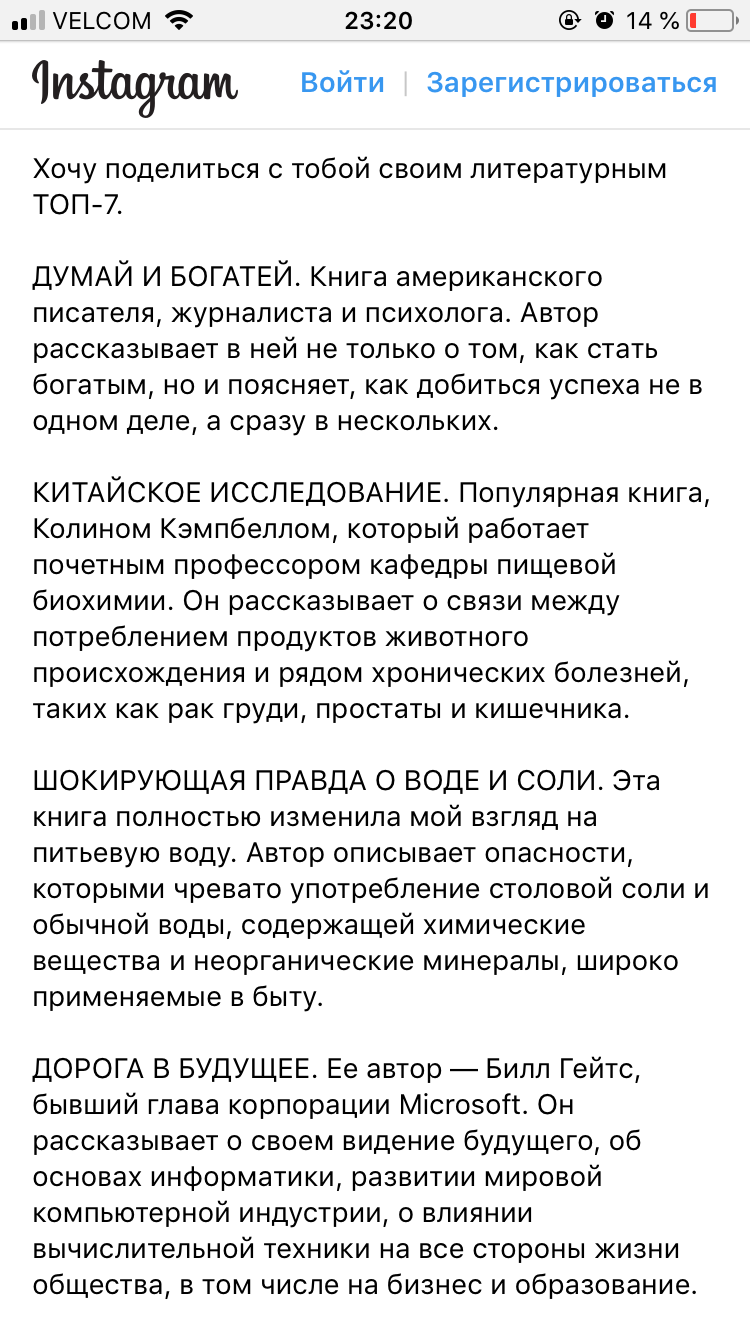 VELCOM 23:20 14 %
Instagram Войти | Зарегистрироваться
Хочу поделиться с тобой своим литературным
ТОП-7.
ДУМАЙ И БОГАТЕЙ. Книга американского
писателя, журналиста и психолога. Автор
рассказывает в ней не только о том, как стать
богатым, но и поясняет, как добиться успеха не в
одном деле, а сразу в нескольких.
КИТАЙСКОЕ ИССЛЕДОВАНИЕ. Популярная книга,
Колином Кэмпбеллом, который работает
почетным профессором кафедры пищевой
биохимии. Он рассказывает о связи между
потреблением продуктов животного
происхождения и рядом хронических болезней,
таких как рак груди, простаты и кишечника.
ШОКИРУЮЩАЯ ПРАВДА О ВОДЕ И СОЛИ. Эта
книга полностью изменила мой взгляд на
питьевую воду. Автор описывает опасности,
которыми чревато употребление столовой соли и
обычной воды, содержащей химические
вещества и неорганические минералы, широко
применяемые в быту.
ДОРОГА В БУДУЩЕЕ. Ее автор — Билл Гейтс,
бывший глава корпорации Microsoft. Он
рассказывает о своем видение будущего, об
основах информатики, развитии мировой
компьютерной индустрии, о влиянии
вычислительной техники на все стороны жизни
общества, в том числе на бизнес и образование.